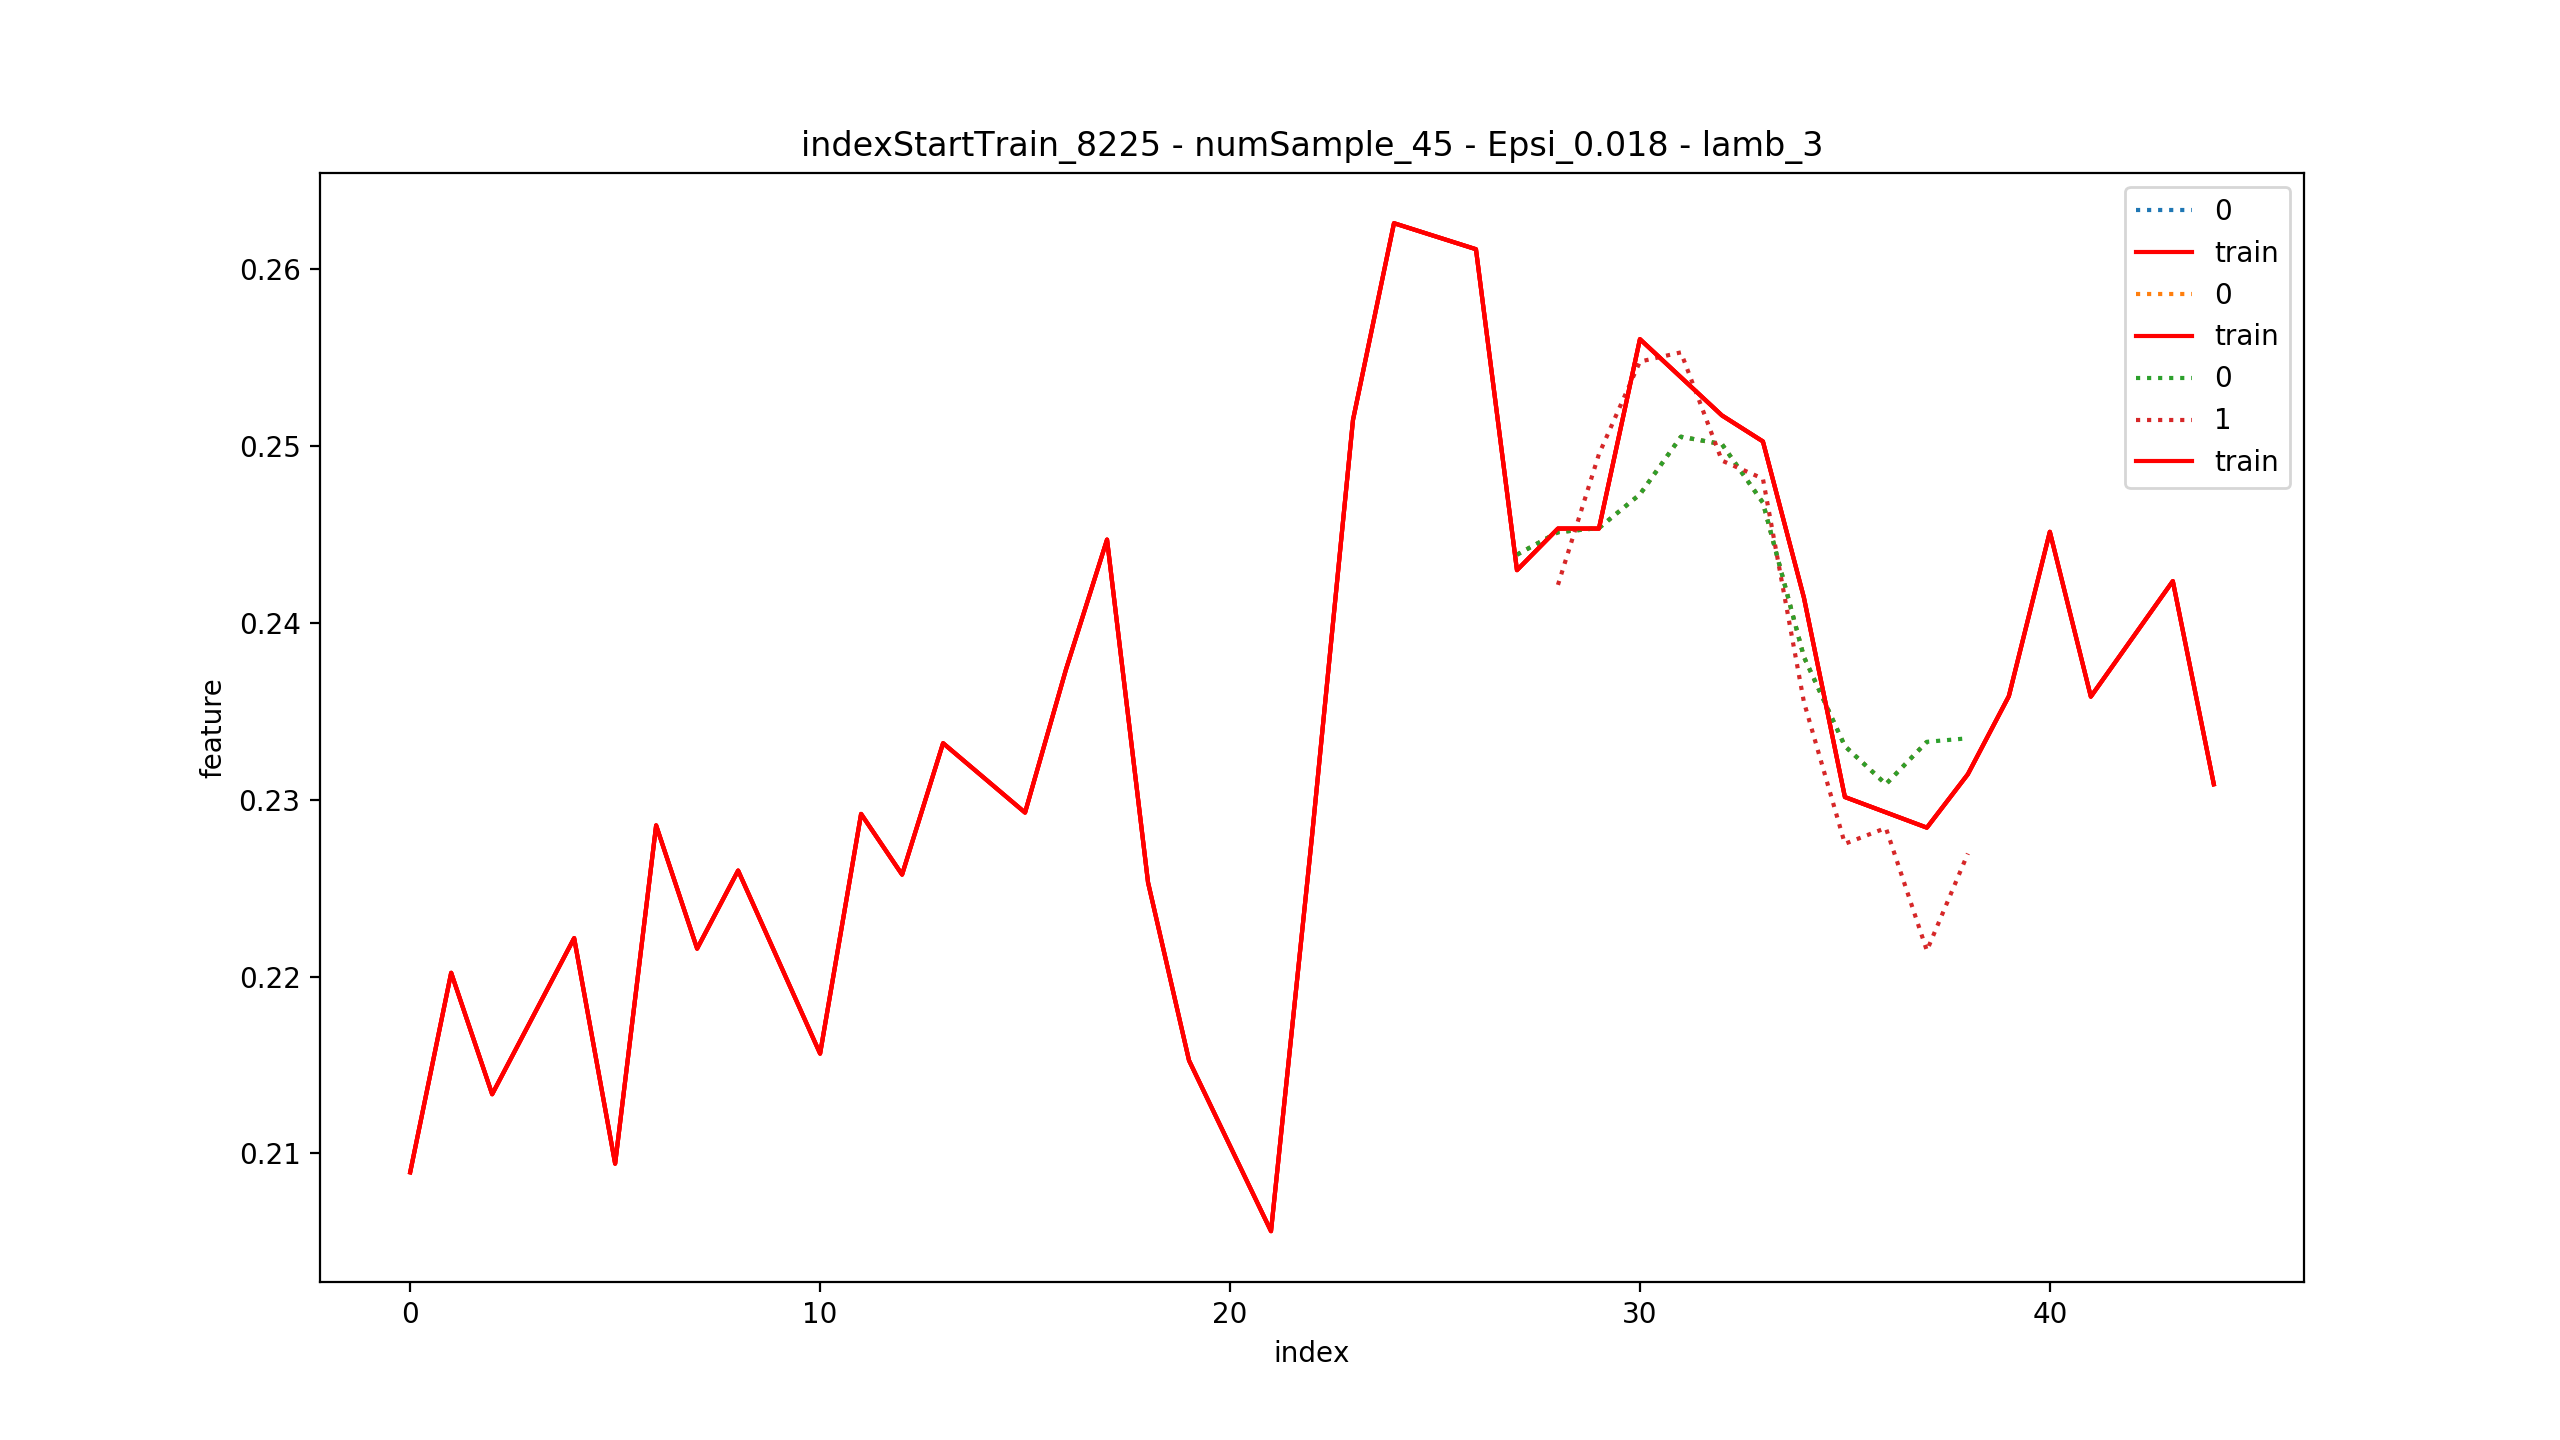 indexStartTrain_8225 - numSample_45 - Epsi_0.018 - lamb_3
0
train
0
train
0
1
train
0.26
0.25
0.24
0.23
0.22
0.21
feature
0 10 20 30 40
index